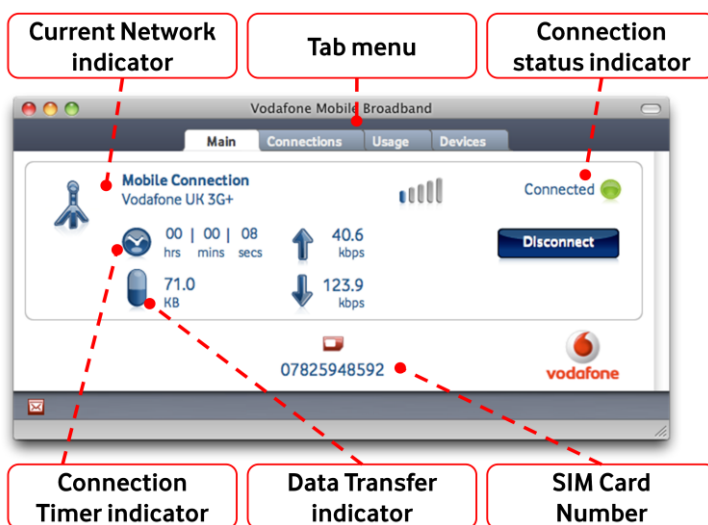 Current Network
indicator
Tab menu
Connection
status indicator
Vodafone Mobile Broadband
Main Connections Usage Devices
Mobile Connection
Vodafone UK 3G+
Connected
00 | 00 | 08
hrs mins secs
40.6
kbps
Disconnect
71.0
KB
123.9
kbps
07825948592
vodafone
Connection
Timer indicator
Data Transfer
indicator
SIM Card
Number